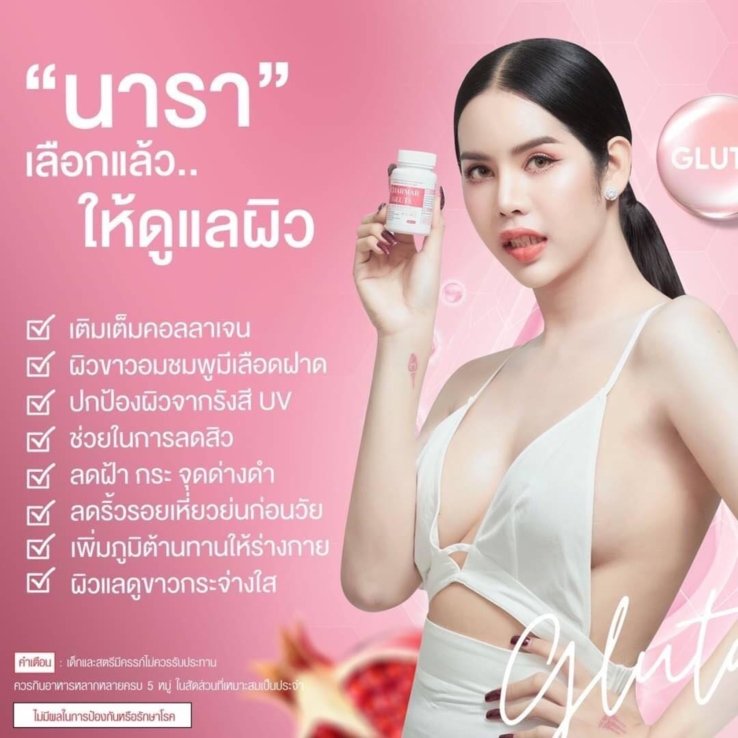 “นารา”
เลือกแล้ว..
ให้ดูแลผิว
GLUT
CHARMAR
GLUTA
เติมเต็มคอลลาเจน
ผิวขาวอมชมพูมีเลือดฝาด
ปกป้องผิวจากรังสี UV
ช่วยในการลดสิว
ลดฝ้า กระ จุดด่างดำ
ลดริ้วรอยเหี่ยวย่นก่อนวัย
เพิ่มภูมิต้านทานให้ร่างกาย
ผิวแลดูขาวกระจ่างใส
Gluta
คำเตือน : เด็กและสตรีมีครรภ์ไม่ควรรับประทาน
ควรกินอาหารหลากหลายครบ 5 หมู่ ในสัดส่วนที่เหมาะสมเป็นประจำ
ไม่มีผลในการป้องกันหรือรักษาโรค